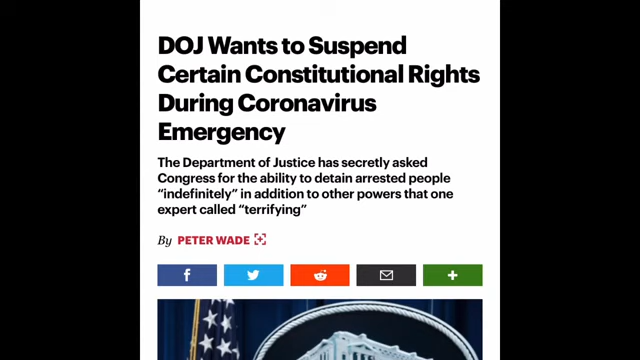 DOJ Wants to Suspend
Certain Constitutional Rights
During Coronavirus
Emergency
The Department of Justice has secretly asked
Congress for the ability to detain arrested people
“indefinitely” in addition to other powers that one
expert called “terrifying”
By PETER WADE